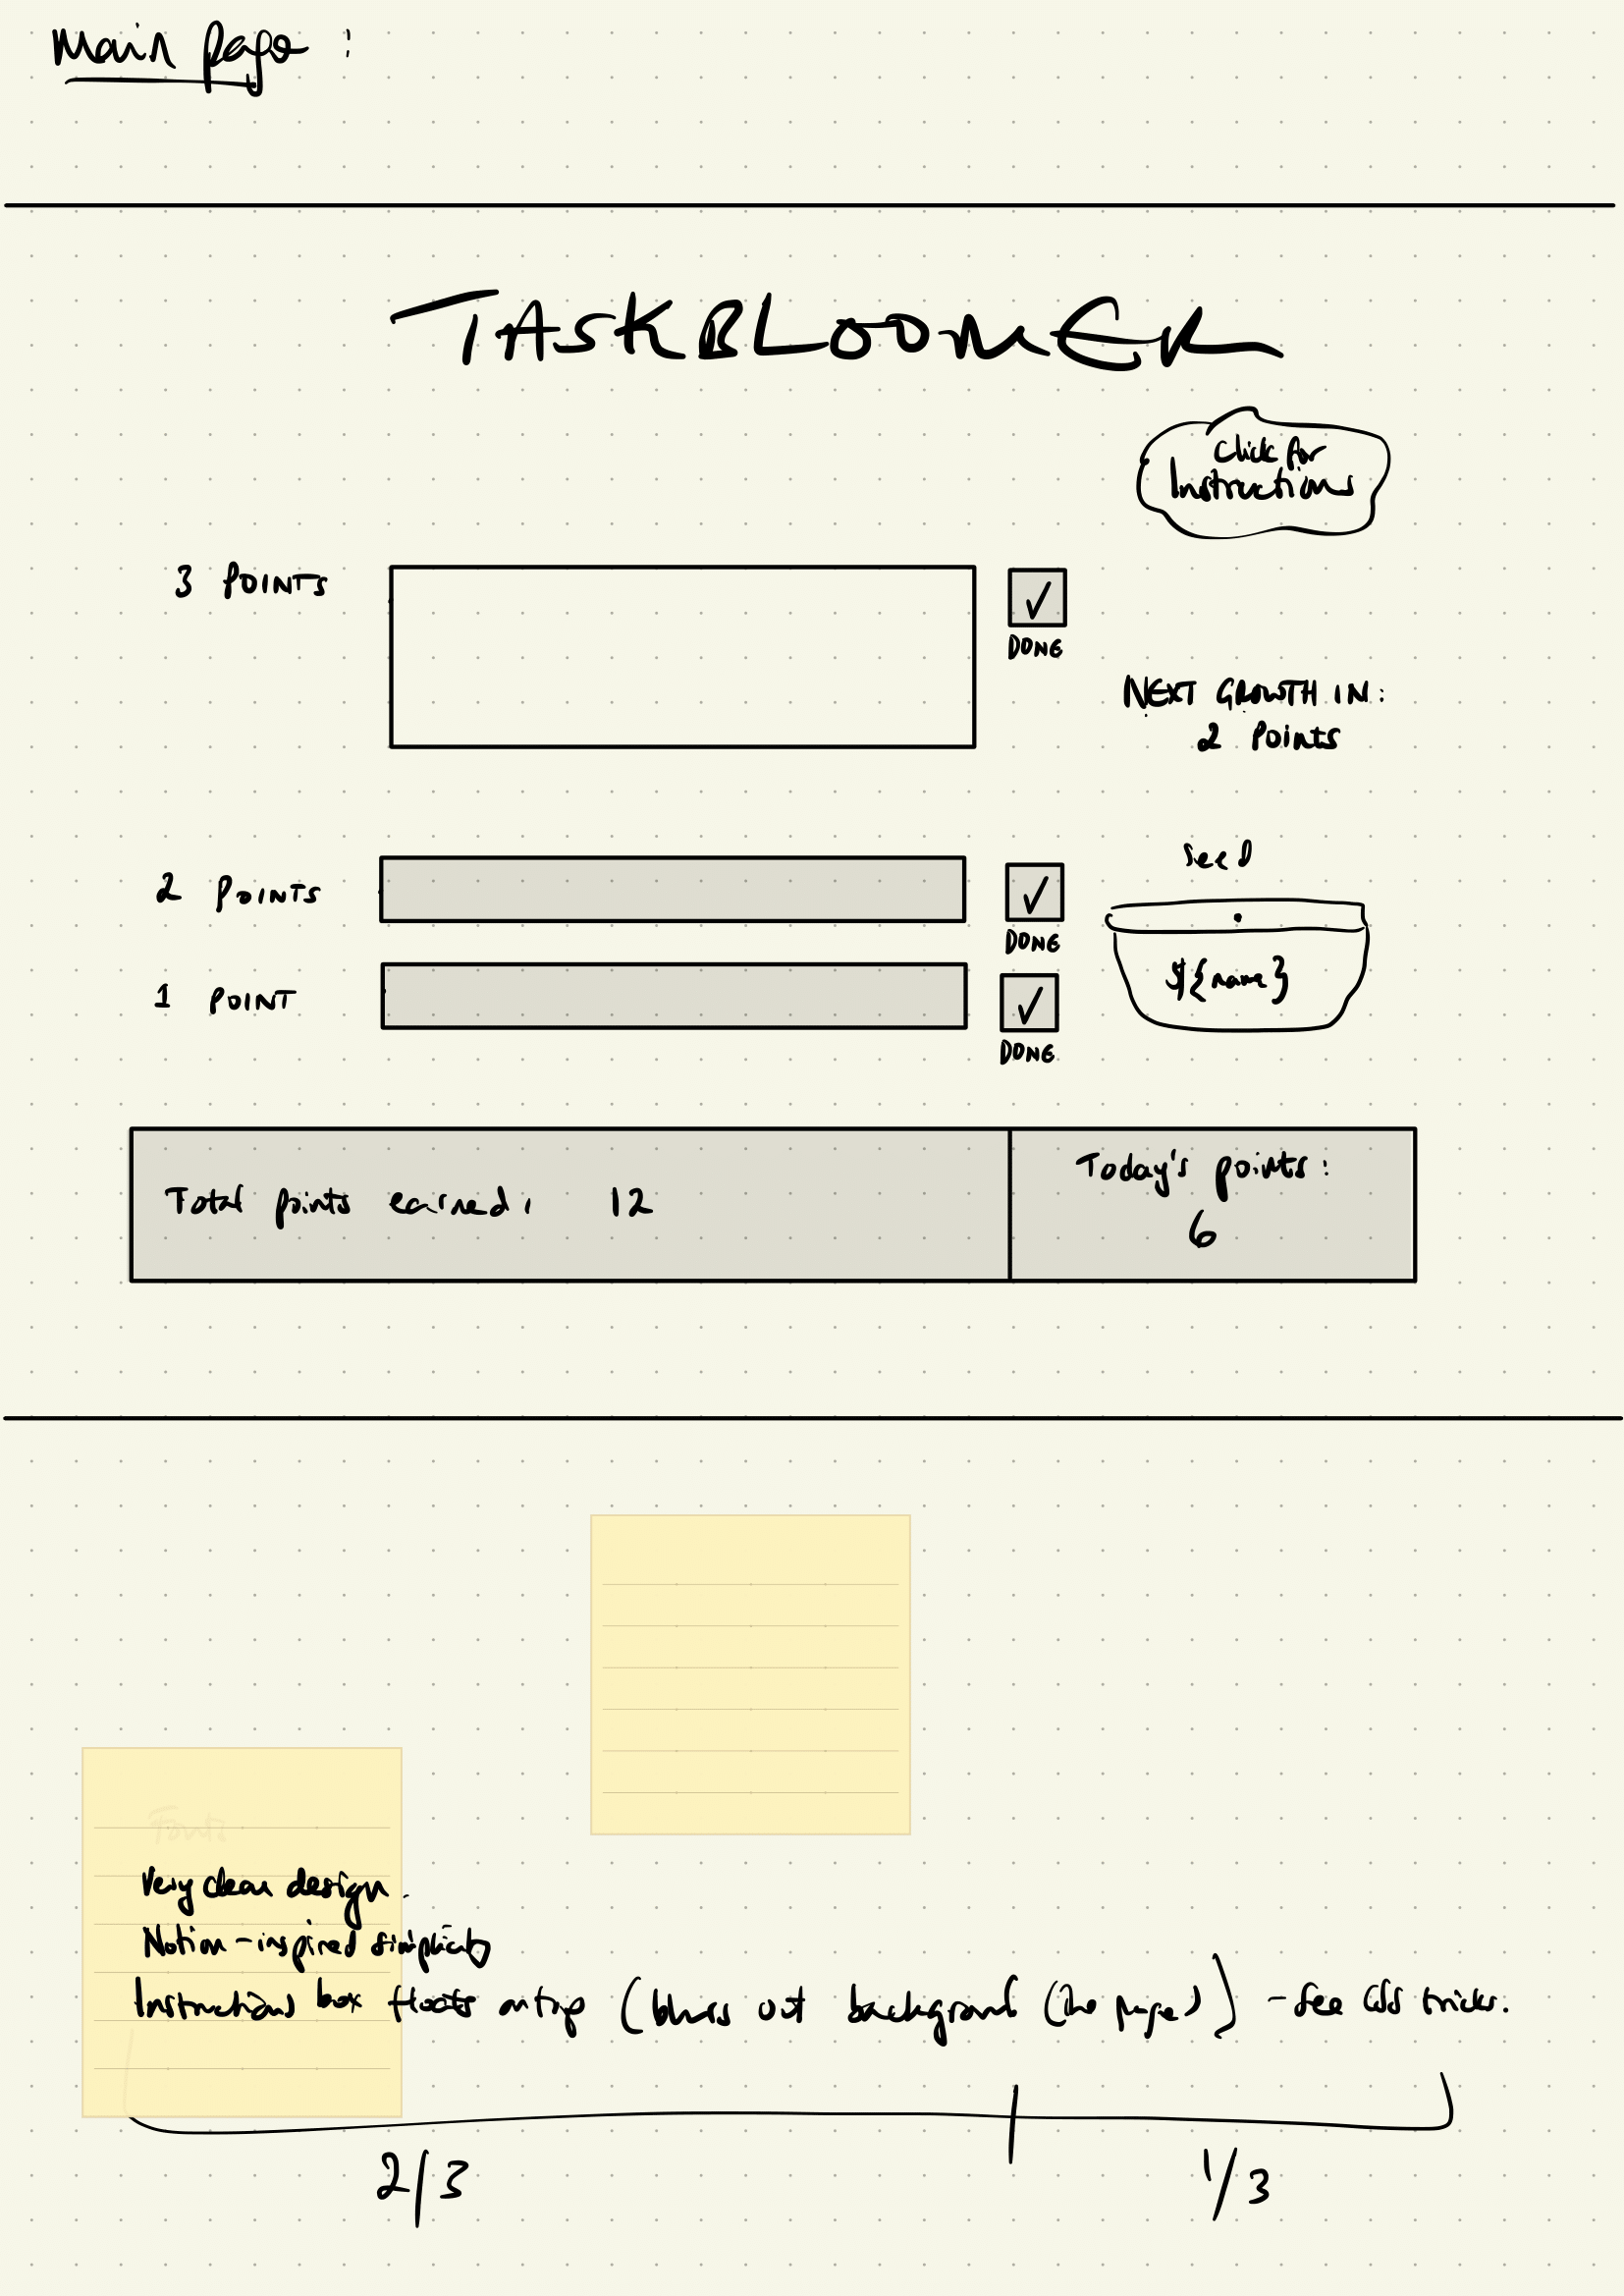 Main page :
TASKBLOOMER
Click for
Instructions
3 POINTS
DONE
NEXT GROWTH IN:
2 Points
Seed
2 POINTS
DONE
${name}
1 POINT
DONE
Total points earned: 12
Today's points:
6
Fonts
Very clean design.
Notion-inspired simplicity
Instructions box floats on top (blurs out background (the page)) - see CSS tricks.
2/3
1/3